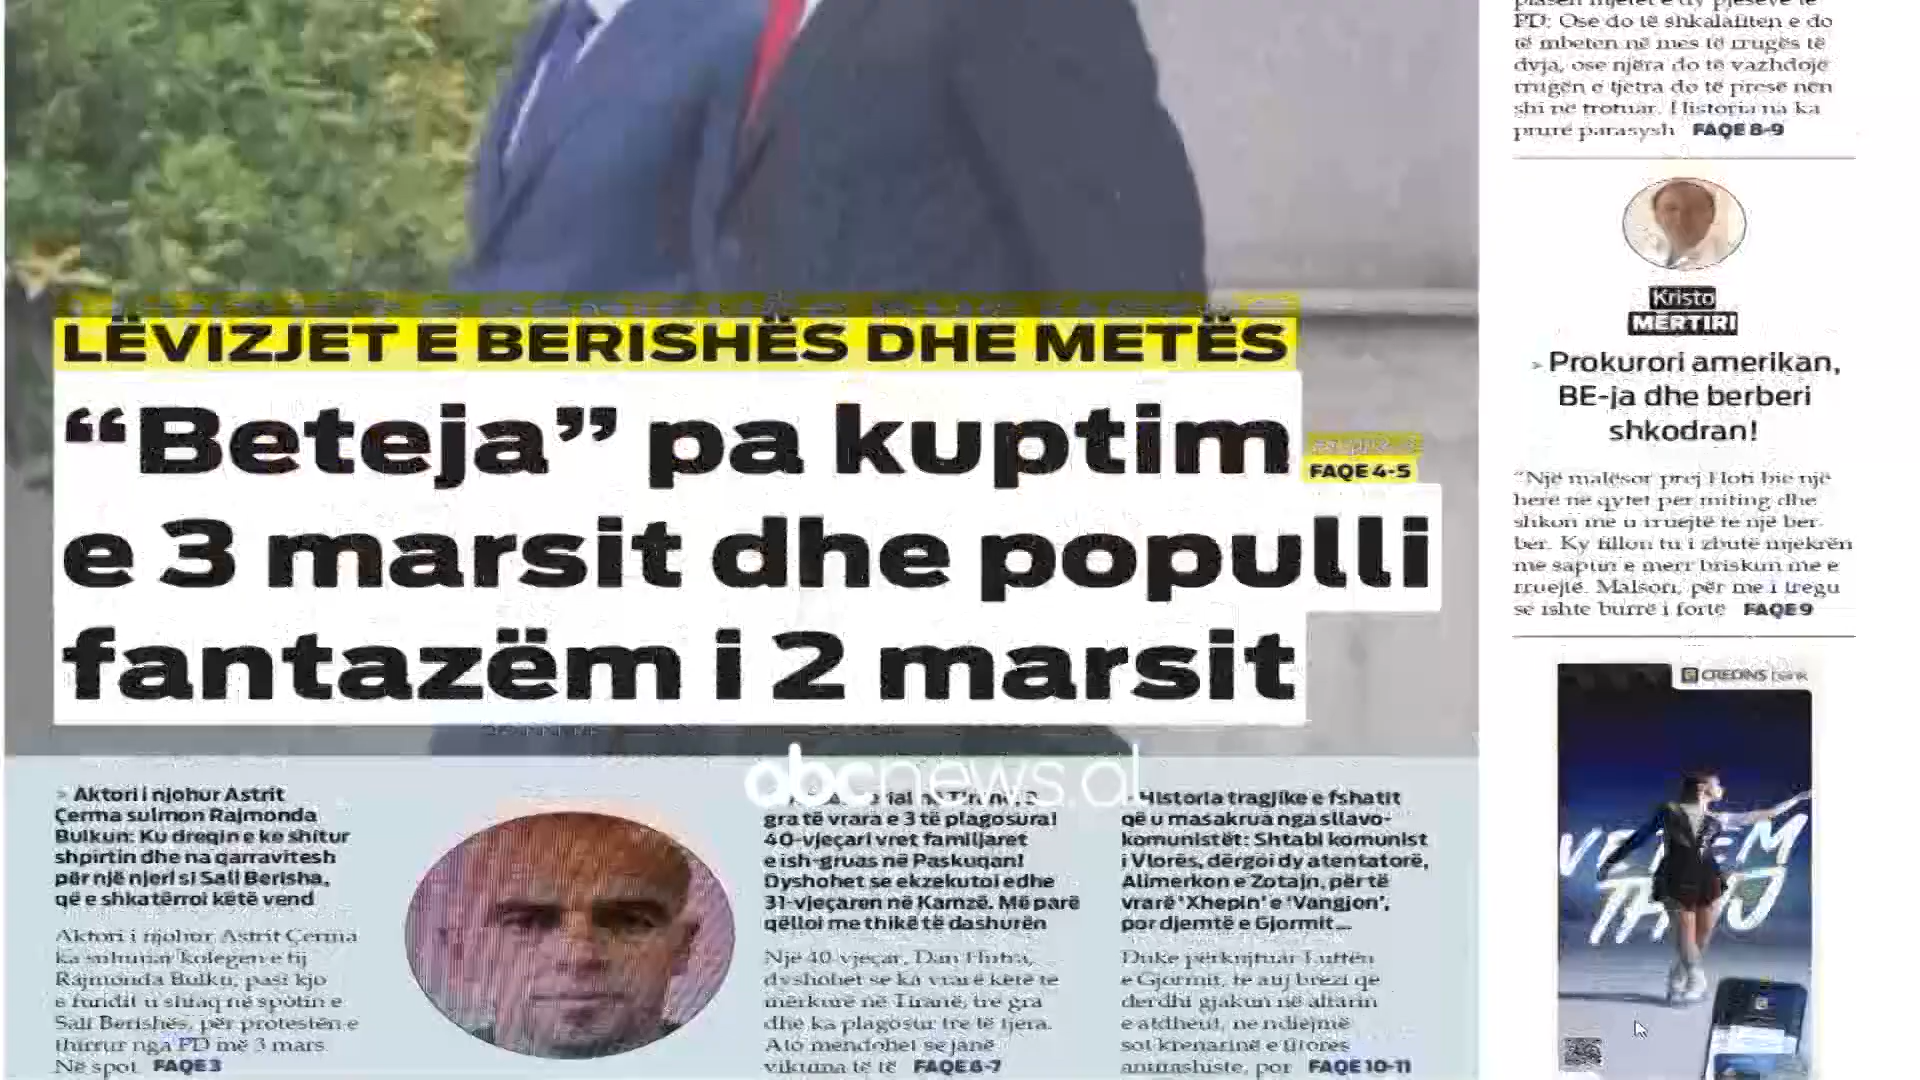 LËVIZJET E BERISHËS DHE METËS
“Beteja” pa kuptim
e 3 marsit dhe populli
fantazëm i 2 marsit
FAQE 4-5
PD: Ose do të shkalafiten e do
të mbeten në mes të rrugës të
dyja, ose njëra do të vazhdojë
rrugën e tjetra do të presë nën
shi në trotuar. Historia na ka
prurë parasysh FAQE 8-9
Kristo
MËRTIRI
> Prokurori amerikan,
BE-ja dhe berberi
shkodran!
“Një malësor prej Hoti bie një
herë në qytet për miting dhe
shkon me u rruejtë te një ber-
ber. Ky fillon tu i zbutë mjekrën
me sapun e merr briskun me e
rruejtë. Malsori, për me i tregu
se ishte burrë i fortë FAQE 9
CREDINS bank
VETËM
TATJ
abcnews.al
> Aktori i njohur Astrit
Çerma sulmon Rajmonda
Bulkun: Ku dreqin e ke shitur
shpirtin dhe na qarravitesh
për një njeri si Sali Berisha,
që e shkatërroi këtë vend
Aktori i njohur Astrit Çerma
ka sulmuar kolegen e tij
Rajmonda Bulku, pasi kjo
e fundit u shfaq në spotin e
Sali Berishës, për protestën e
thirrur nga PD më 3 mars.
Në spot FAQE 3
gra të vrara e 3 të plagosura!
40-vjeçari vret familjaret
e ish-gruas në Paskuqan!
Dyshohet se ekzekutoi edhe
31-vjeçaren në Kamzë. Më parë
qëlloi me thikë të dashurën
Një 40-vjeçar, Dan Hutra,
dyshohet se ka vrarë këtë të
mërkurë në Tiranë, tre gra
dhe ka plagosur tre të tjera.
Ato mendohet se janë
viktima të të FAQE 6-7
Historia tragjike e fshatit
që u masakrua nga sllavo-
komunistët: Shtabi komunist
i Vlorës, dërgoi dy atentatorë,
Alimerkon e Zotajn, për të
vrarë ‘Xhepin’ e ‘Vangjon’,
por djemtë e Gjormit...
Duke përkujtuar Luftën
e Gjormit, te auj brezi që
derdhi gjakun në altarin
e atdheut, ne ndiejmë
sot krenarinë e
antinashiste, por FAQE 10-11